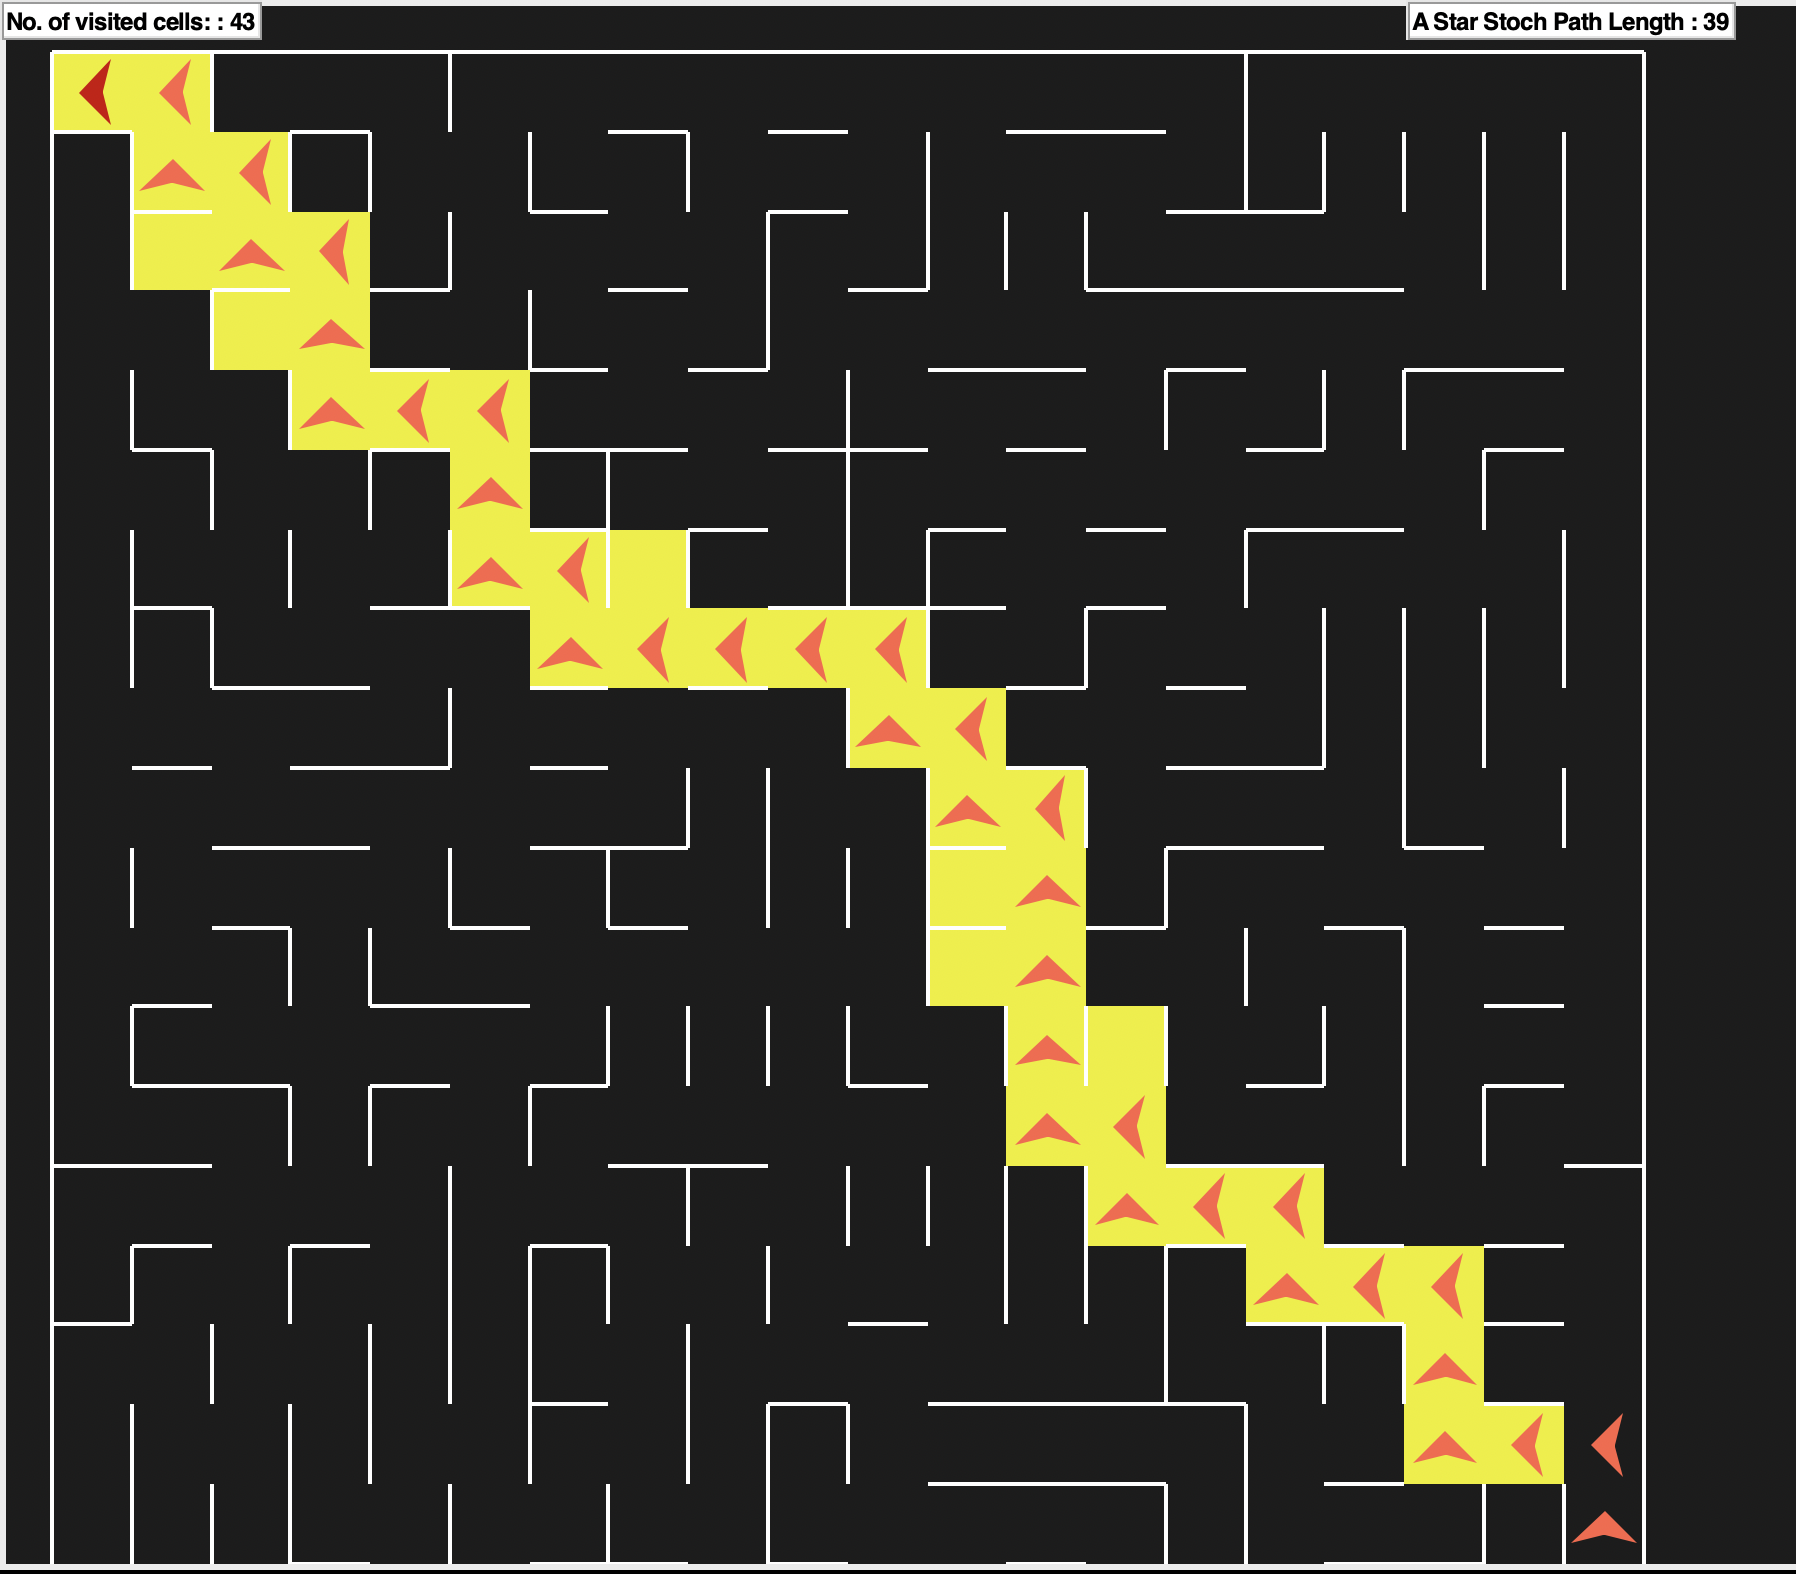 No. of visited cells: : 43
A Star Stoch Path Length : 39